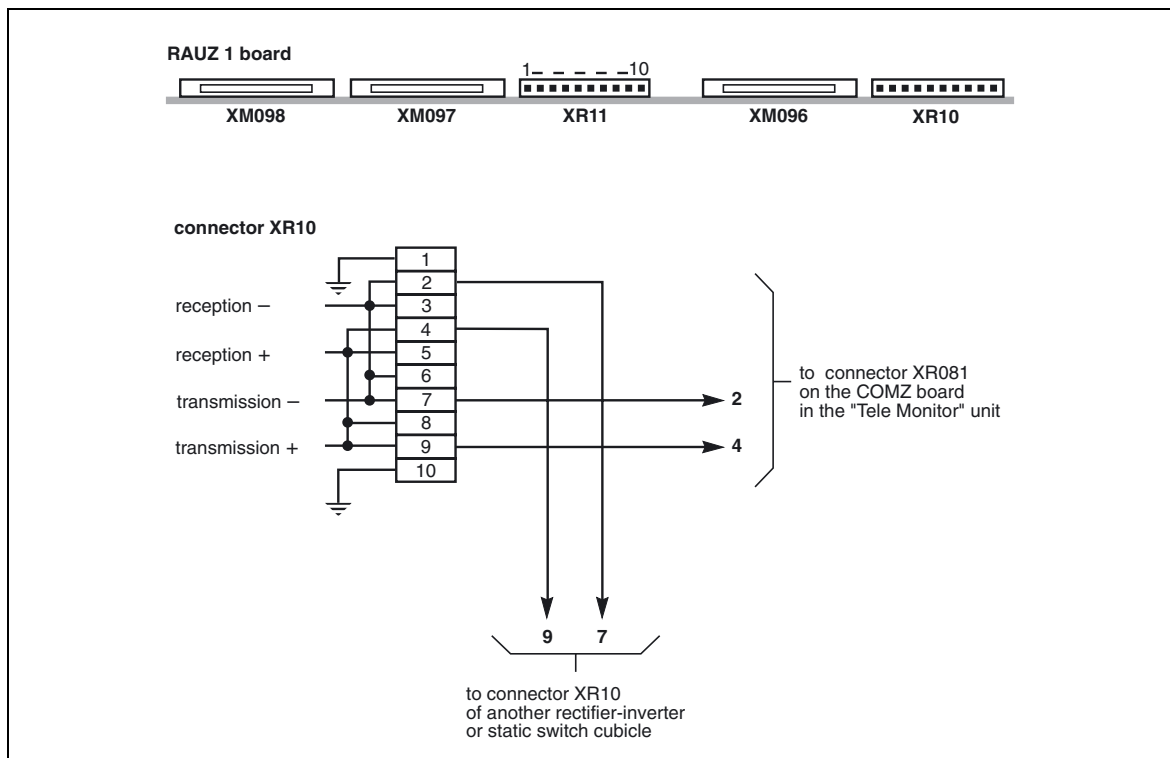 RAUZ 1 board
1 – – – – – 10
XM098 XM097 XR11 XM096 XR10
connector XR10
1
2
reception – 3
4
reception + 5
6
transmission – 7 2
8
transmission + 9 4
10
to connector XR081
on the COMZ board
in the "Tele Monitor" unit
9 7
to connector XR10
of another rectifier-inverter
or static switch cubicle